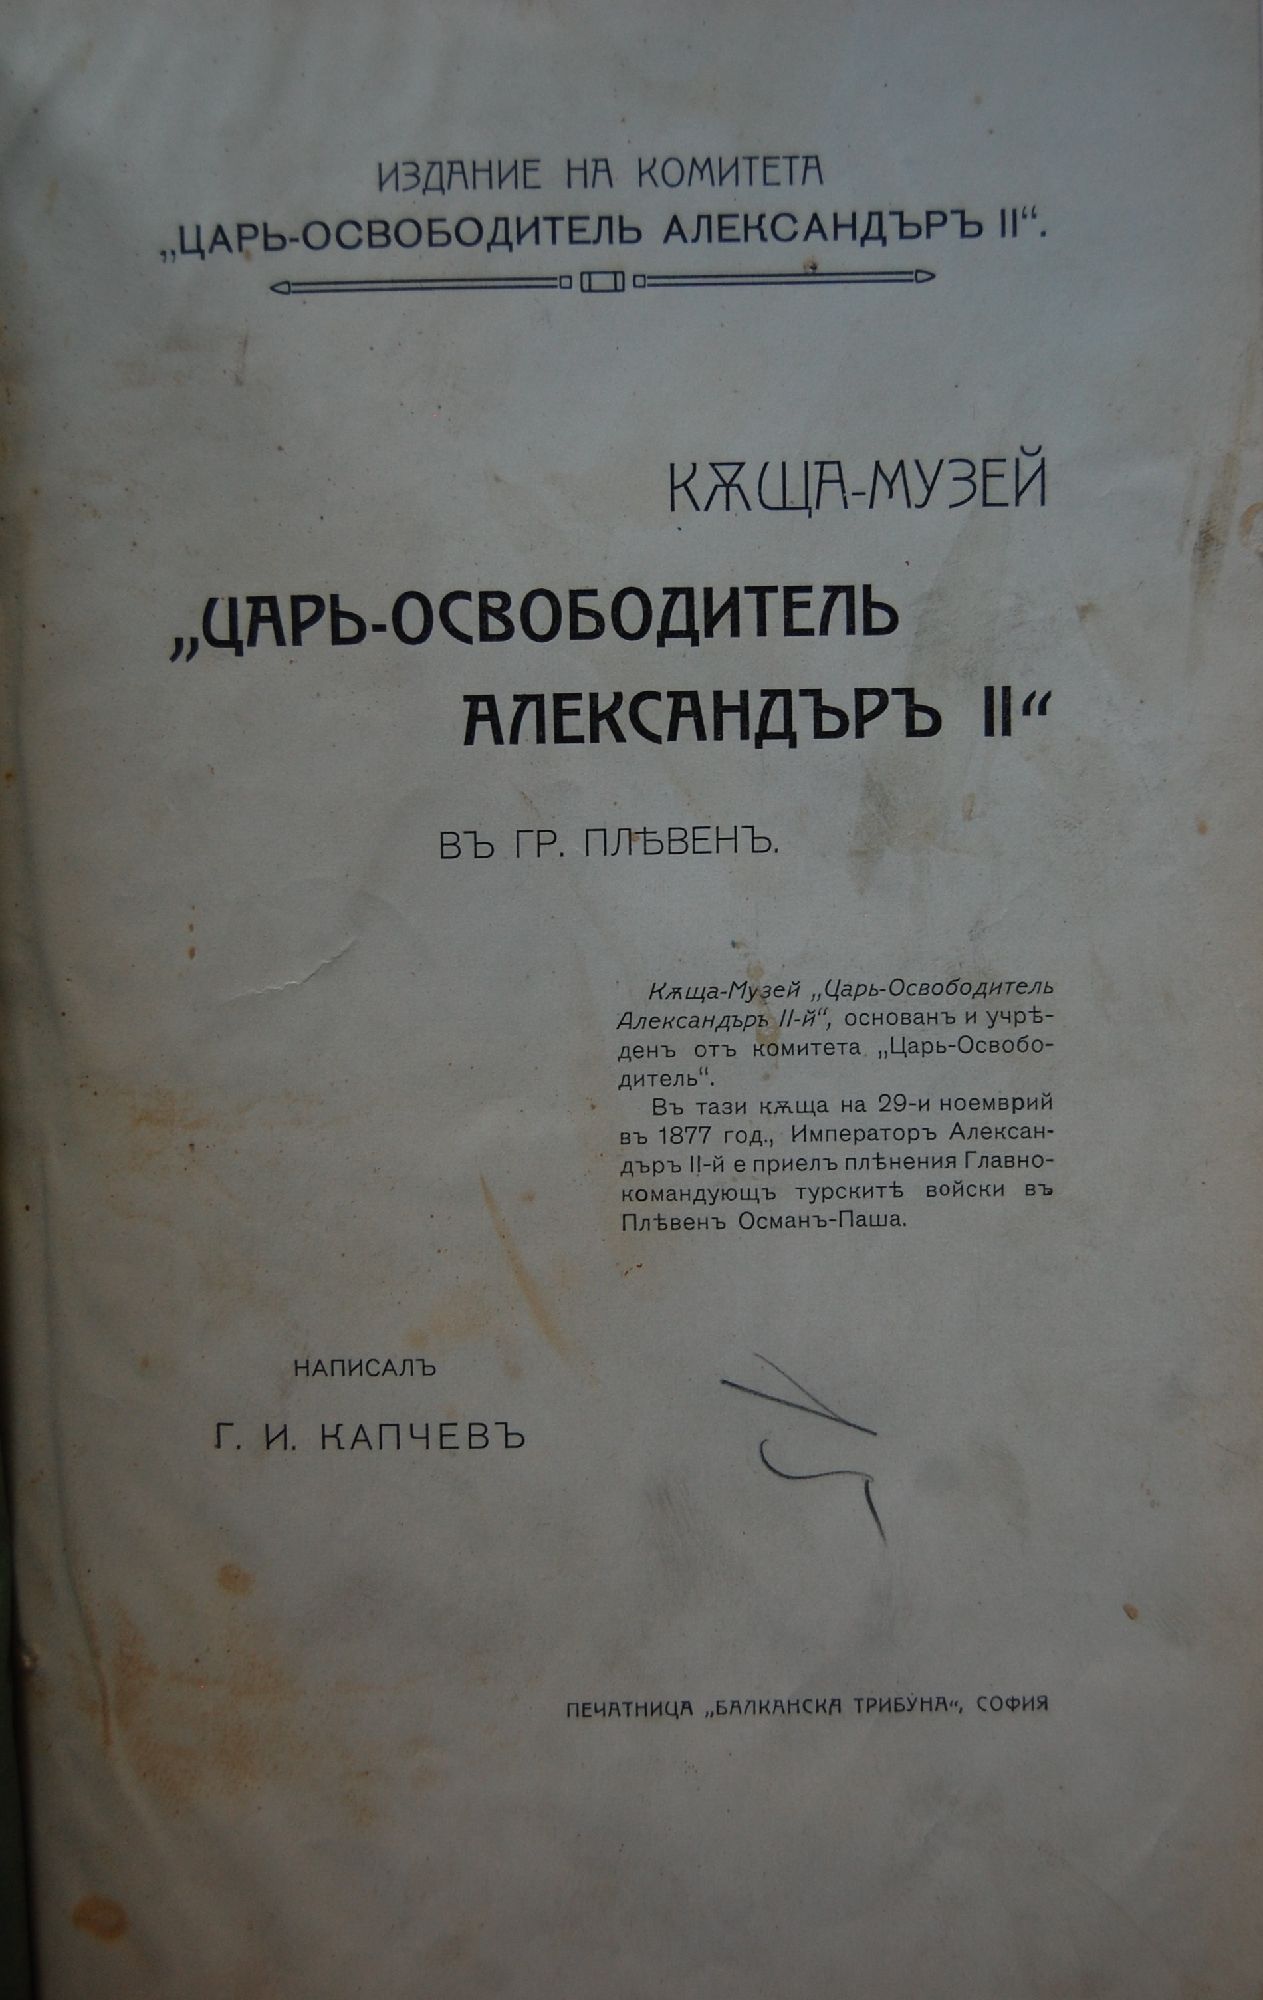 ИЗДАНИЕ НА КОМИТЕТА
„ЦАРЬ-ОСВОБОДИТЕЛЬ АЛЕКСАНДЪРЪ II“.
КѪЩА-МУЗЕЙ
„ЦАРЬ-ОСВОБОДИТЕЛЬ
АЛЕКСАНДЪРЪ II“
ВЪ ГР. ПЛѢВЕНЪ.
Кѫща-Музей „Царь-Освободитель
Александъръ II-й“, основанъ и учрѣ-
денъ отъ комитета „Царь-Освобо-
дитель“.
Въ тази кѫща на 29-и ноемврий
въ 1877 год., Императоръ Алексан-
дъръ II-й е приелъ плѣнения Главно-
командующъ турскитѣ войски въ
Плѣвенъ Османъ-Паша.
НАПИСАЛЪ
Г. И. КАПЧЕВЪ
ПЕЧАТНИЦА „БАЛКАНСКА ТРИБУНА“, СОФИЯ